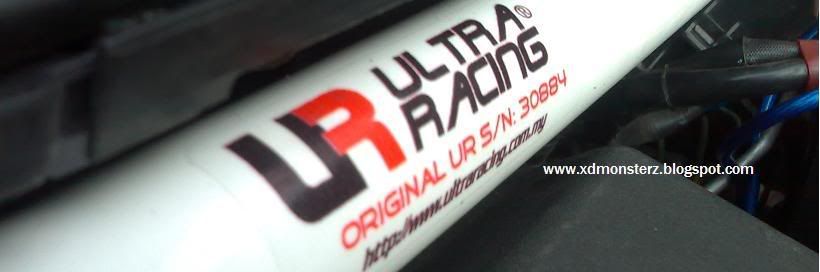 UR ULTRA®
RACING
ORIGINAL UR S/N: 30884
http://www.ultraracing.com.my
www.xdmonsterz.blogspot.com